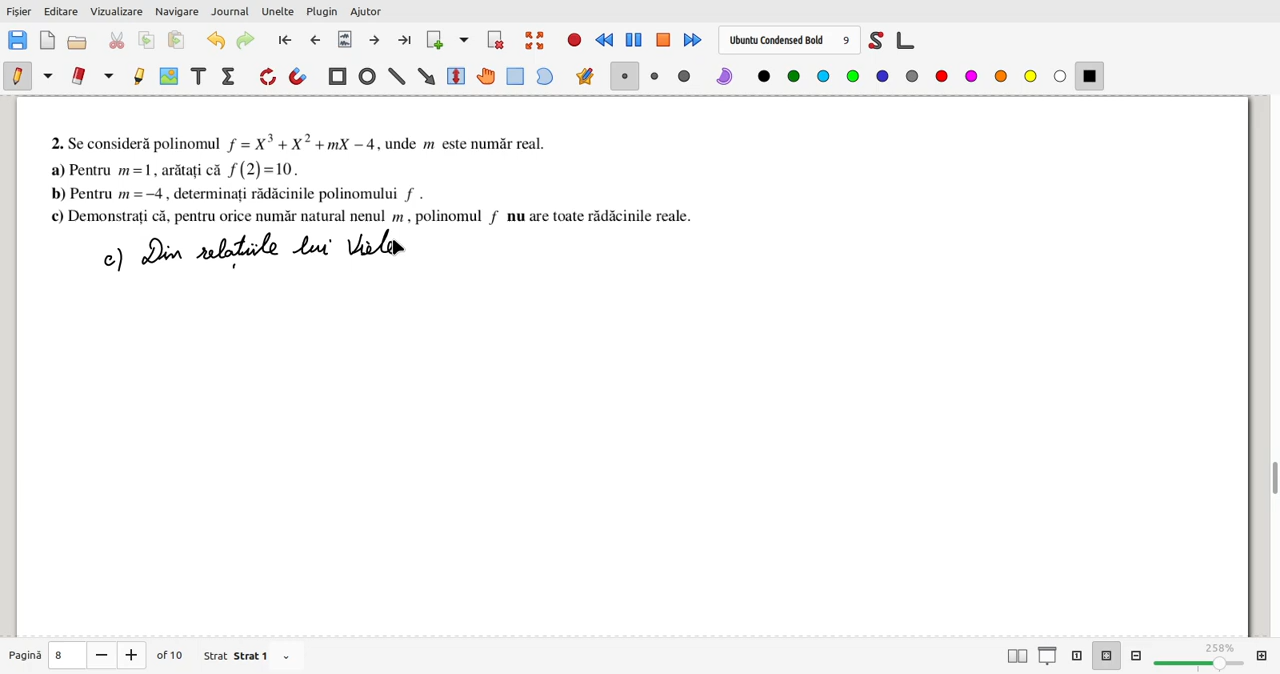 Fișier Editare Vizualizare Navigare Journal Unelte Plugin Ajutor
Ubuntu Condensed Bold 9
2. Se consideră polinomul f = X³ + X² + mX − 4, unde m este număr real.
a) Pentru m = 1, arătați că f(2) = 10.
b) Pentru m = −4, determinați rădăcinile polinomului f.
c) Demonstrați că, pentru orice număr natural nenul m, polinomul f nu are toate rădăcinile reale.
c) Din relațiile lui Viete
Pagină 8 of 10 Strat Strat 1 258%